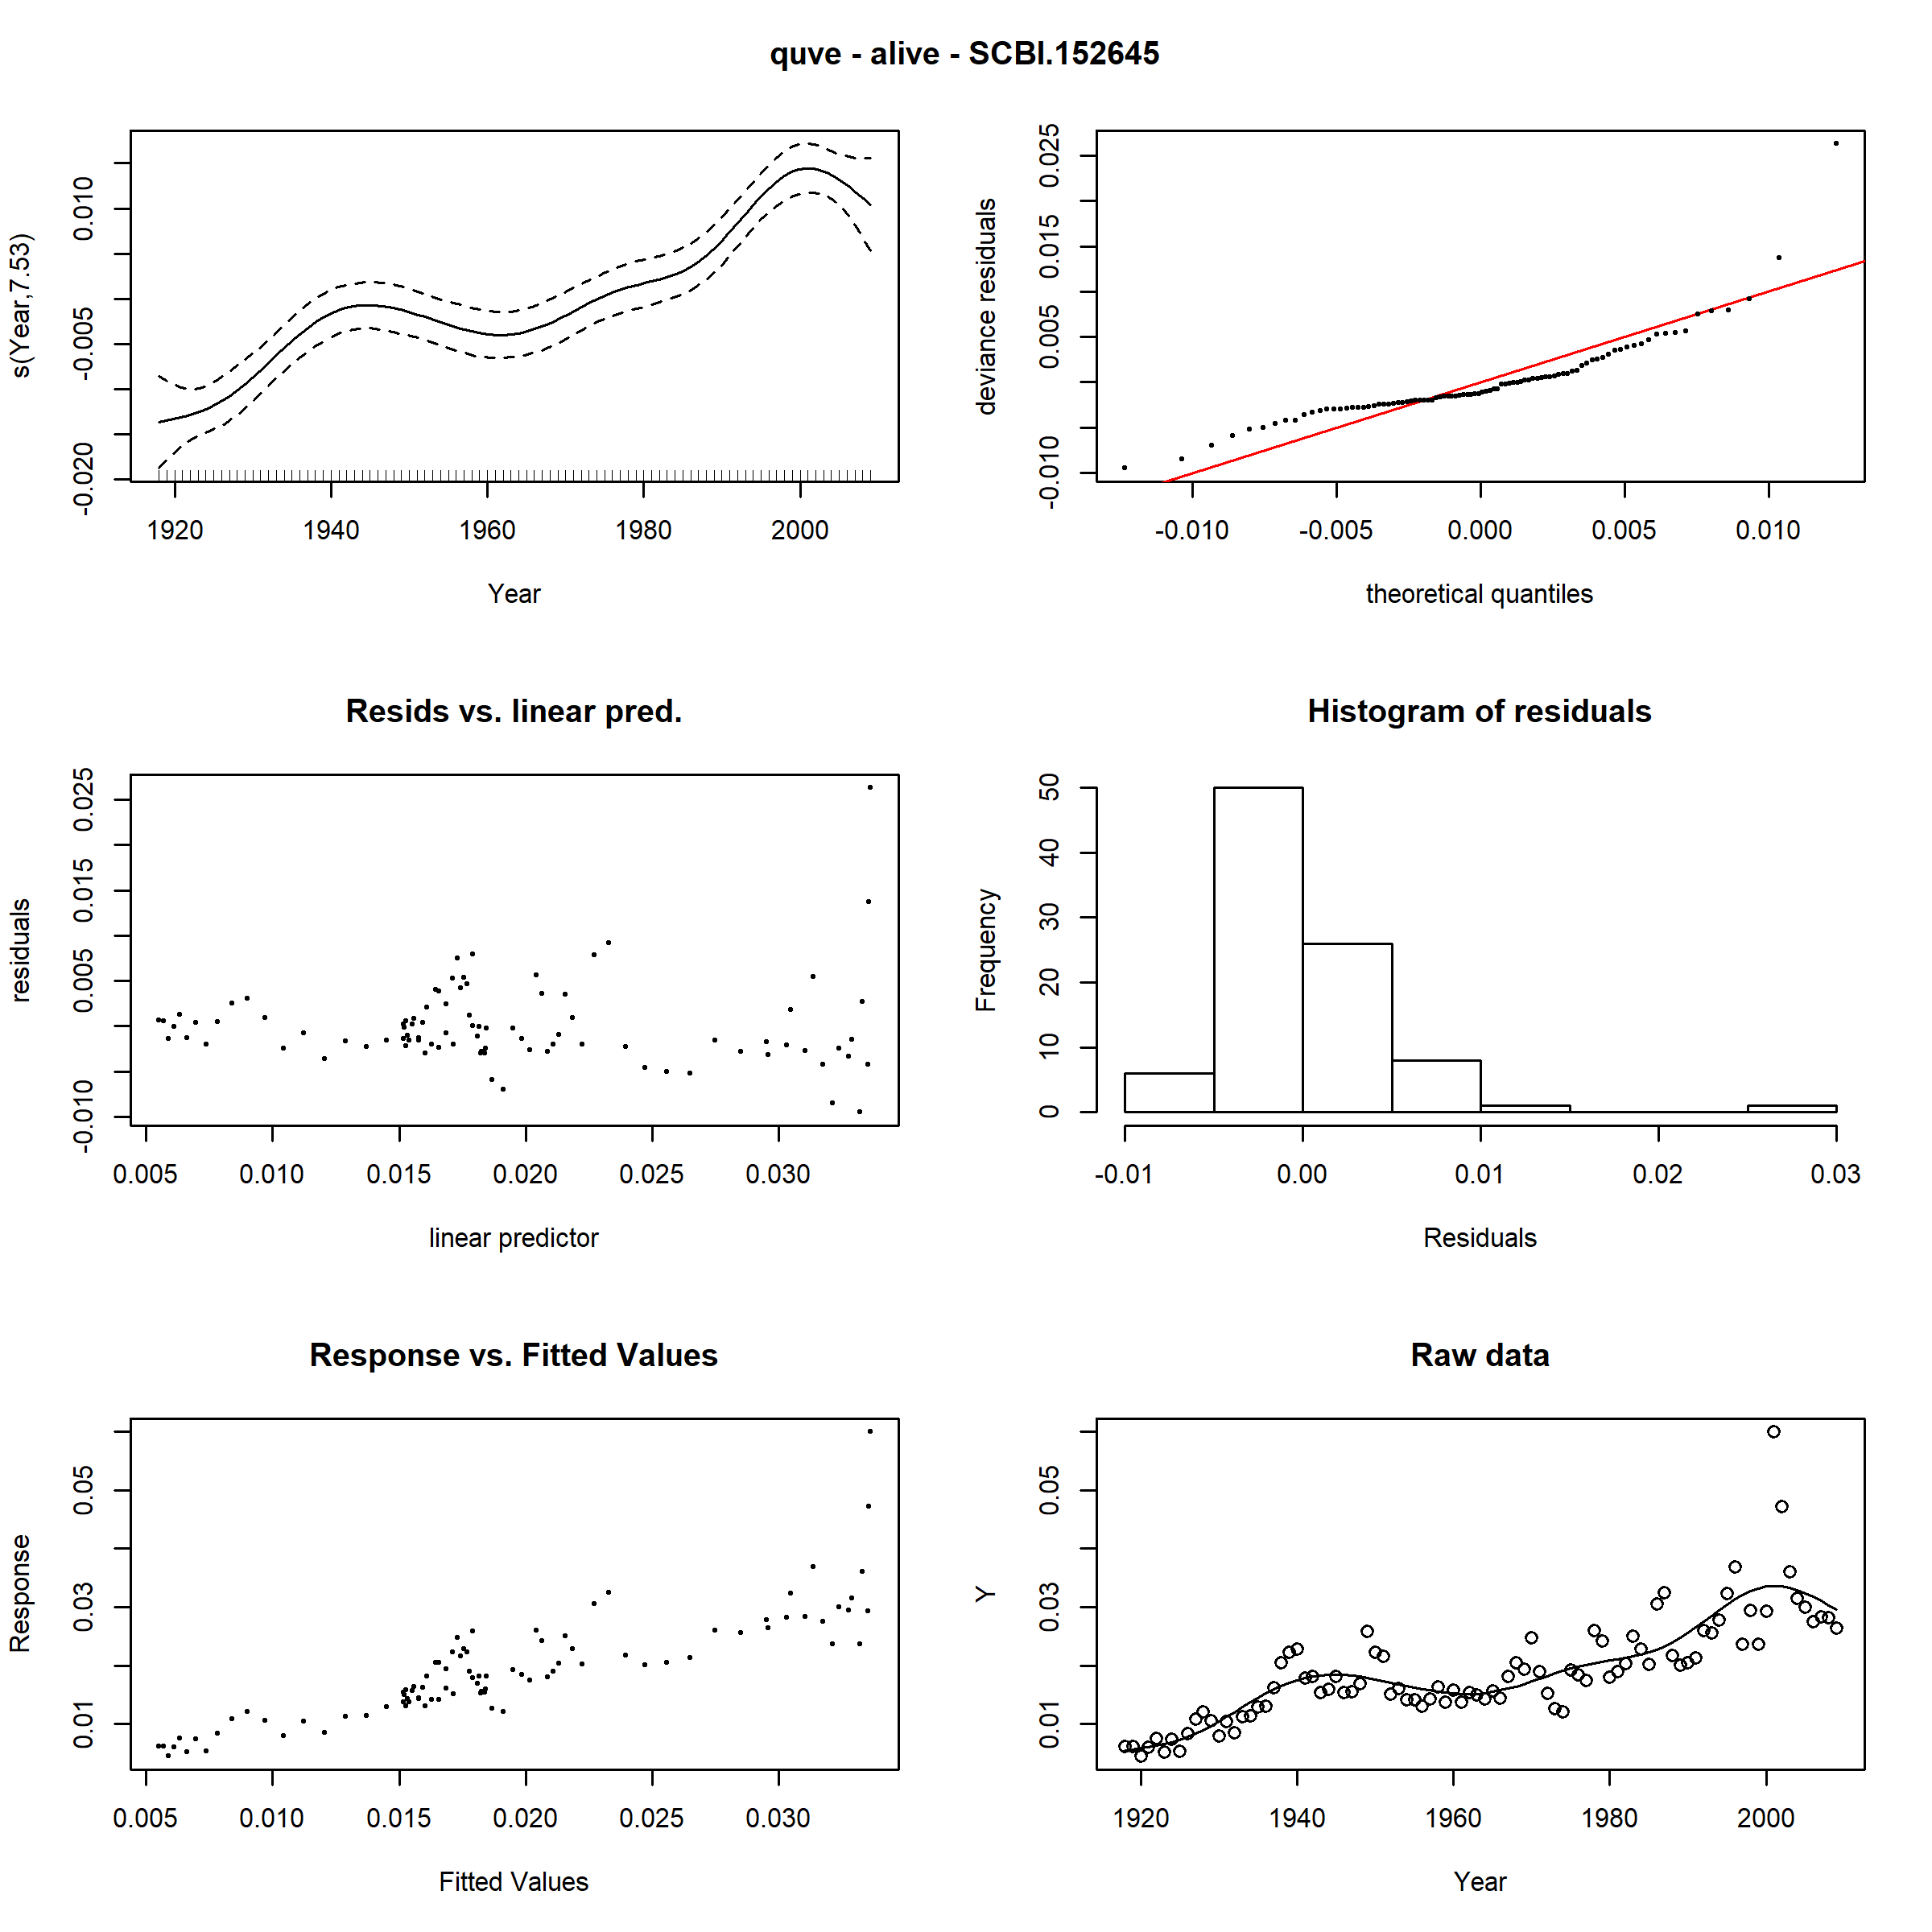 quve - alive - SCBI.152645
s(Year,7.53)
-0.020 -0.005 0.010
1920 1940 1960 1980 2000
Year
deviance residuals
-0.010 0.005 0.015 0.025
-0.010 -0.005 0.000 0.005 0.010
theoretical quantiles
Resids vs. linear pred.
residuals
-0.010 0.005 0.015 0.025
0.005 0.010 0.015 0.020 0.025 0.030
linear predictor
Histogram of residuals
Frequency
0 10 20 30 40 50
-0.01 0.00 0.01 0.02 0.03
Residuals
Response vs. Fitted Values
Response
0.01 0.03 0.05
0.005 0.010 0.015 0.020 0.025 0.030
Fitted Values
Raw data
Y
0.01 0.03 0.05
1920 1940 1960 1980 2000
Year